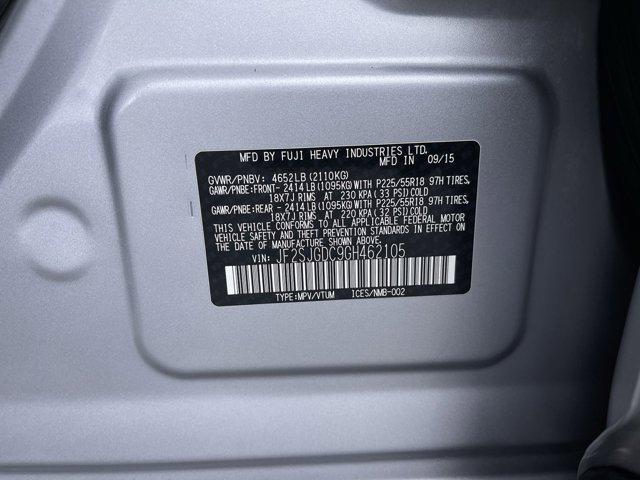 MFD BY FUJI HEAVY INDUSTRIES LTD.
MFD IN 09/15
GVWR/PNBV: 4652LB(2110KG)
GAWR/PNBE:FRONT- 2414LB(1095KG)WITH P225/55R18 97H TIRES,
18X7J RIMS AT 230 KPA(33 PSI)COLD
GAWR/PNBE:REAR - 2414LB(1095KG)WITH P225/55R18 97H TIRES,
18X7J RIMS AT 220 KPA(32 PSI)COLD
THIS VEHICLE CONFORMS TO ALL APPLICABLE FEDERAL MOTOR
VEHICLE SAFETY AND THEFT PREVENTION STANDARDS IN EFFECT
ON THE DATE OF MANUFACTURE SHOWN ABOVE.
VIN: JF2SJGDC9GH462105
TYPE:MPV/VTUM ICES/NMB-002